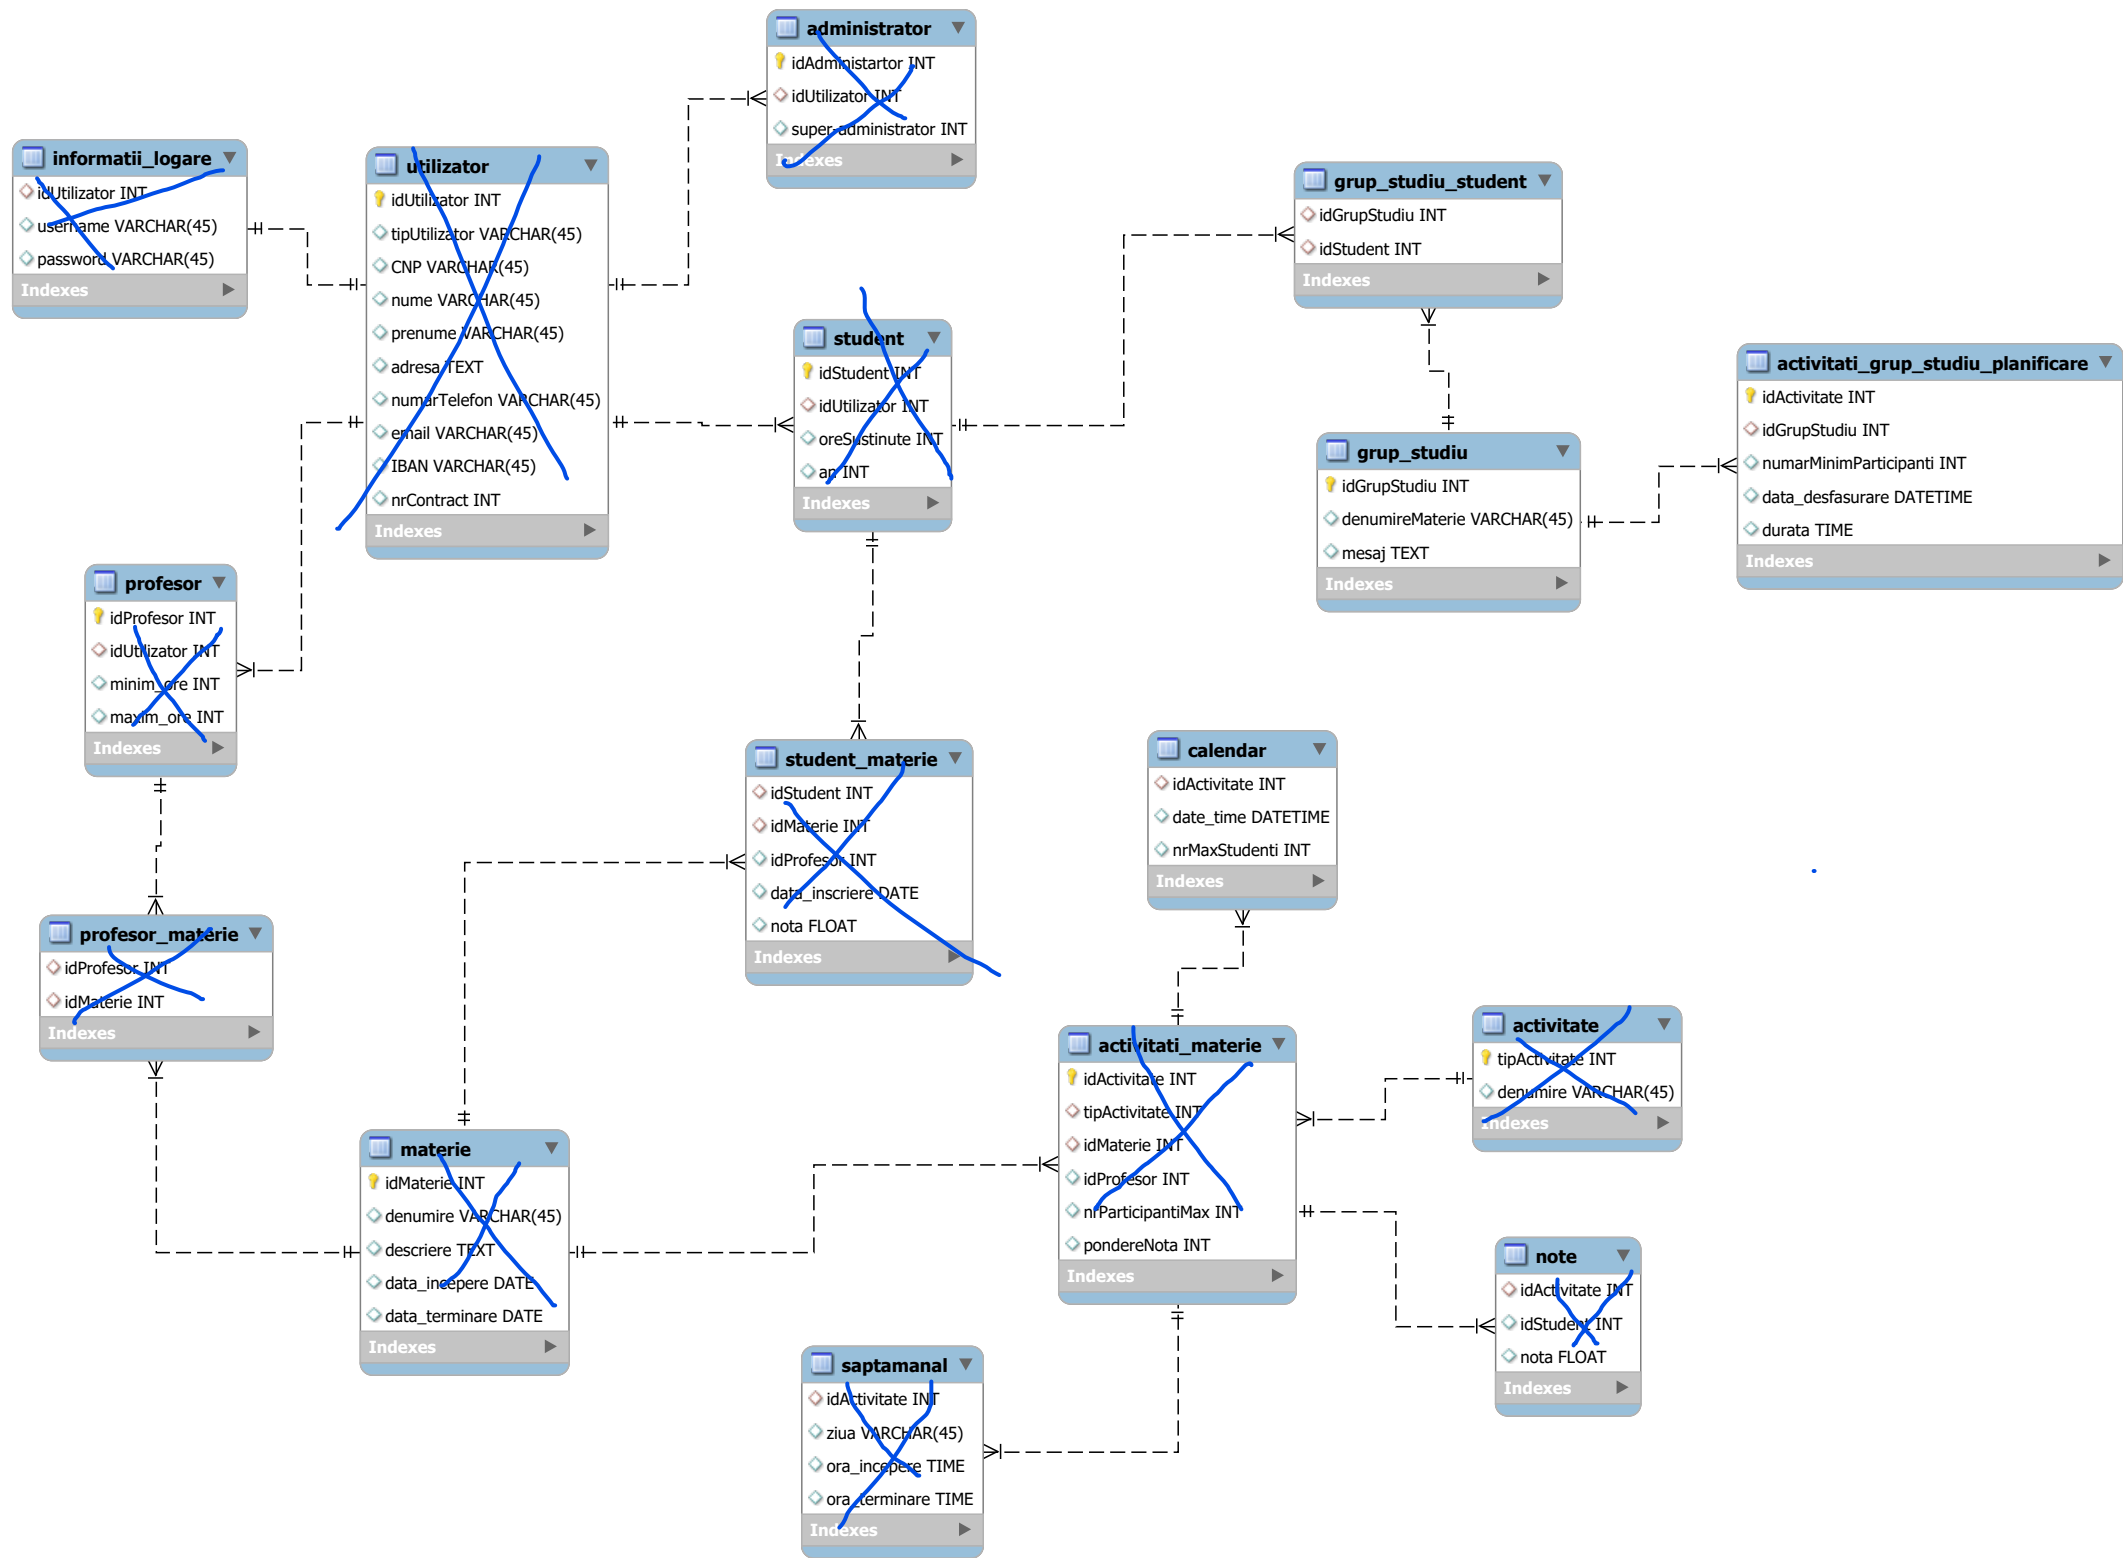 administrator
idAdministartor INT
idUtilizator INT
super-administrator INT
Indexes
informatii_logare
idUtilizator INT
username VARCHAR(45)
password VARCHAR(45)
Indexes
utilizator
idUtilizator INT
tipUtilizator VARCHAR(45)
CNP VARCHAR(45)
nume VARCHAR(45)
prenume VARCHAR(45)
adresa TEXT
numarTelefon VARCHAR(45)
email VARCHAR(45)
IBAN VARCHAR(45)
nrContract INT
Indexes
grup_studiu_student
idGrupStudiu INT
idStudent INT
Indexes
student
idStudent INT
idUtilizator INT
oreSustinute INT
an INT
Indexes
activitati_grup_studiu_planificare
idActivitate INT
idGrupStudiu INT
numarMinimParticipanti INT
data_desfasurare DATETIME
durata TIME
Indexes
grup_studiu
idGrupStudiu INT
denumireMaterie VARCHAR(45)
mesaj TEXT
Indexes
profesor
idProfesor INT
idUtilizator INT
minim_ore INT
maxim_ore INT
Indexes
student_materie
idStudent INT
idMaterie INT
idProfesor INT
data_inscriere DATE
nota FLOAT
Indexes
calendar
idActivitate INT
date_time DATETIME
nrMaxStudenti INT
Indexes
profesor_materie
idProfesor INT
idMaterie INT
Indexes
activitati_materie
idActivitate INT
tipActivitate INT
idMaterie INT
idProfesor INT
nrParticipantiMax INT
pondereNota INT
Indexes
activitate
tipActivitate INT
denumire VARCHAR(45)
Indexes
materie
idMaterie INT
denumire VARCHAR(45)
descriere TEXT
data_incepere DATE
data_terminare DATE
Indexes
note
idActivitate INT
idStudent INT
nota FLOAT
Indexes
saptamanal
idActivitate INT
ziua VARCHAR(45)
ora_incepere TIME
ora_terminare TIME
Indexes